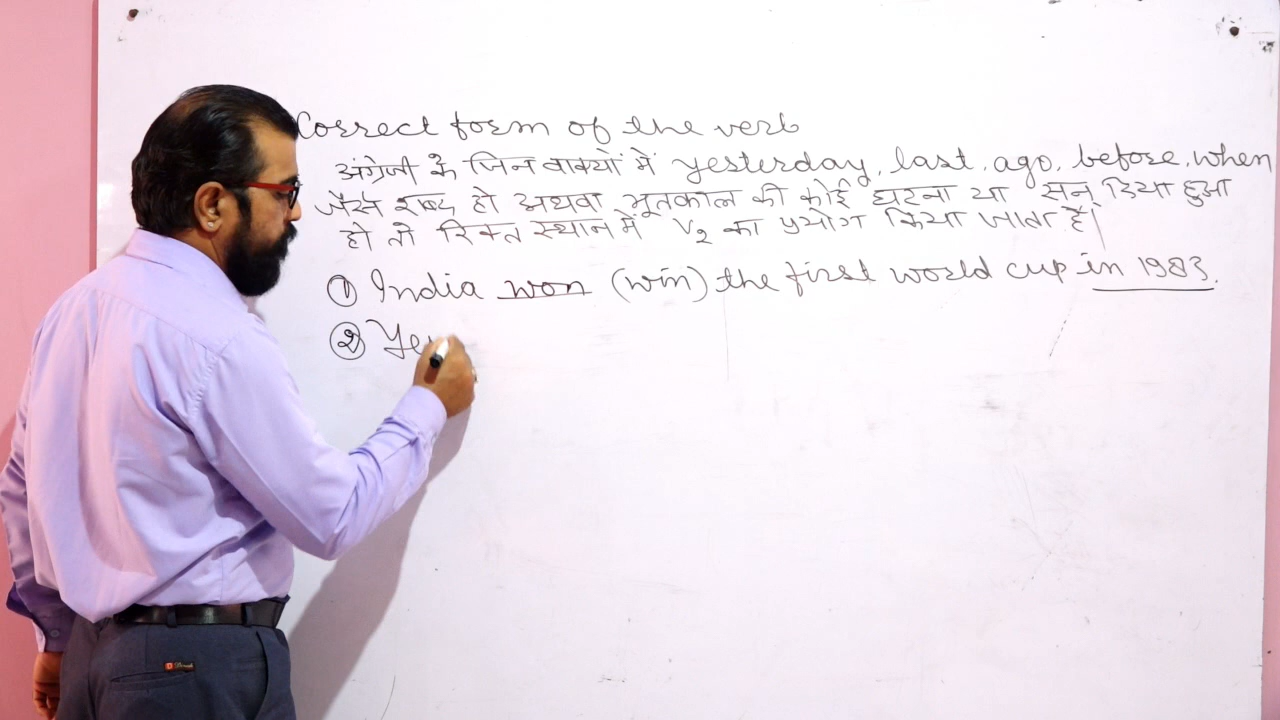 Correct form of the verb
अंग्रेजी के जिन वाक्यों में yesterday, last, ago, before, when
जैसे शब्द हो अथवा भूतकाल की कोई घटना या सन् दिया हुआ
हो तो रिक्त स्थान में V2 का प्रयोग किया जाता है।
① India won (win) the first world cup in 1983.
② Yes